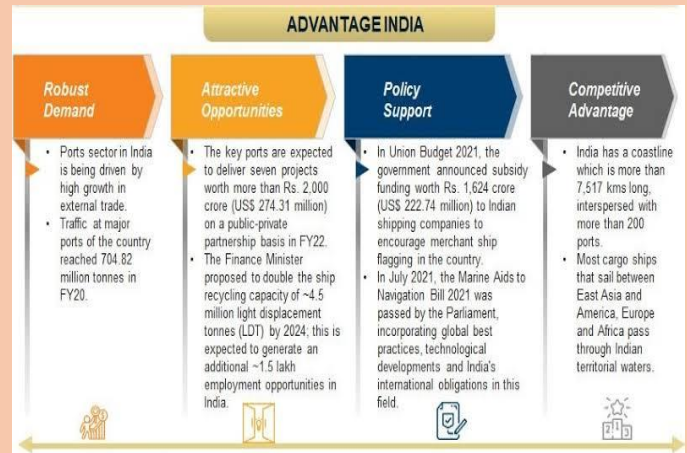 ADVANTAGE INDIA
Robust
Demand
• Ports sector in India
is being driven by
high growth in
external trade.
• Traffic at major
ports of the country
reached 704.82
million tonnes in
FY20.
Attractive
Opportunities
• The key ports are expected
to deliver seven projects
worth more than Rs. 2,000
crore (US$ 274.31 million)
on a public-private
partnership basis in FY22.
• The Finance Minister
proposed to double the ship
recycling capacity of ~4.5
million light displacement
tonnes (LDT) by 2024; this is
expected to generate an
additional ~1.5 lakh
employment opportunities in
India.
Policy
Support
• In Union Budget 2021, the
government announced subsidy
funding worth Rs. 1,624 crore
(US$ 222.74 million) to Indian
shipping companies to
encourage merchant ship
flagging in the country.
• In July 2021, the Marine Aids to
Navigation Bill 2021 was
passed by the Parliament,
incorporating global best
practices, technological
developments and India's
international obligations in this
field.
Competitive
Advantage
• India has a coastline
which is more than
7,517 kms long,
interspersed with
more than 200
ports.
• Most cargo ships
that sail between
East Asia and
America, Europe
and Africa pass
through Indian
territorial waters.
2 1 3